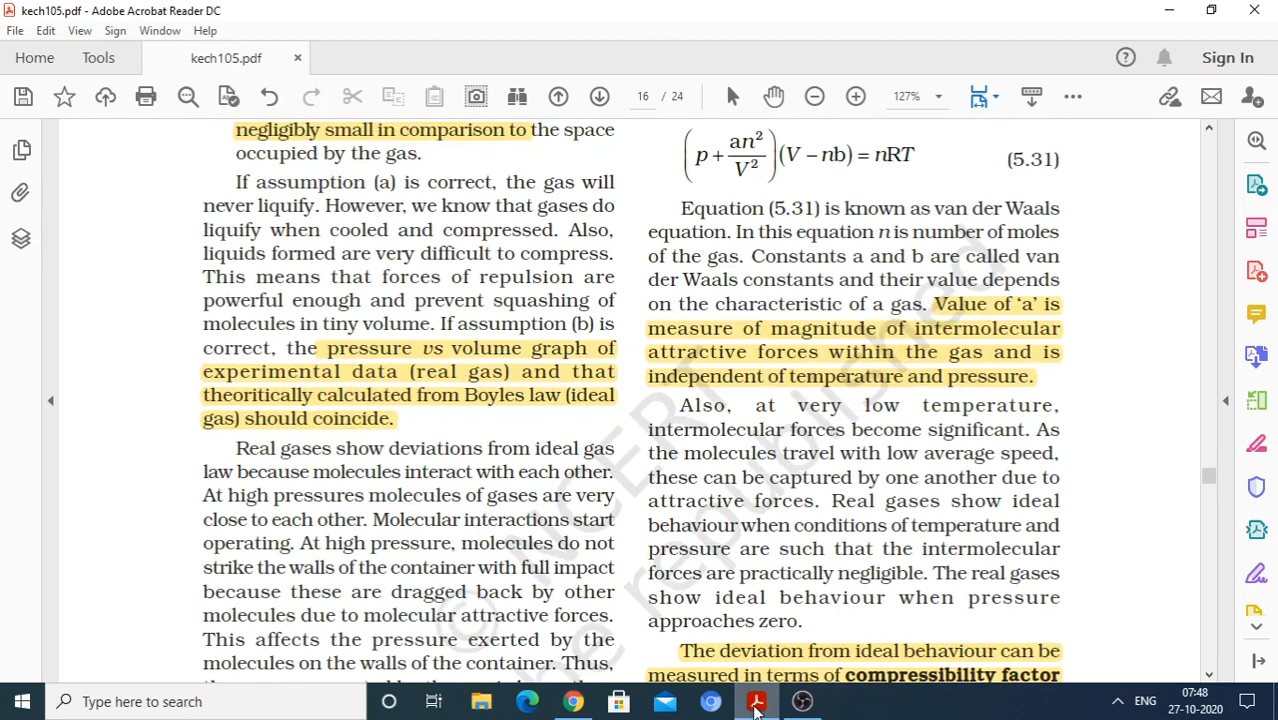 kech105.pdf - Adobe Acrobat Reader DC
File Edit View Sign Window Help
Home Tools kech105.pdf × Sign In
16 / 24 127%
negligibly small in comparison to the space
occupied by the gas.
If assumption (a) is correct, the gas will
never liquify. However, we know that gases do
liquify when cooled and compressed. Also,
liquids formed are very difficult to compress.
This means that forces of repulsion are
powerful enough and prevent squashing of
molecules in tiny volume. If assumption (b) is
correct, the pressure vs volume graph of
experimental data (real gas) and that
theoritically calculated from Boyles law (ideal
gas) should coincide.
Real gases show deviations from ideal gas
law because molecules interact with each other.
At high pressures molecules of gases are very
close to each other. Molecular interactions start
operating. At high pressure, molecules do not
strike the walls of the container with full impact
because these are dragged back by other
molecules due to molecular attractive forces.
This affects the pressure exerted by the
molecules on the walls of the container. Thus,
(p + an²/V²) (V − nb) = nRT (5.31)
Equation (5.31) is known as van der Waals
equation. In this equation n is number of moles
of the gas. Constants a and b are called van
der Waals constants and their value depends
on the characteristic of a gas. Value of ‘a’ is
measure of magnitude of intermolecular
attractive forces within the gas and is
independent of temperature and pressure.
Also, at very low temperature,
intermolecular forces become significant. As
the molecules travel with low average speed,
these can be captured by one another due to
attractive forces. Real gases show ideal
behaviour when conditions of temperature and
pressure are such that the intermolecular
forces are practically negligible. The real gases
show ideal behaviour when pressure
approaches zero.
The deviation from ideal behaviour can be
measured in terms of compressibility factor
© NCERT
be republished
Type here to search
ENG
07:48
27-10-2020